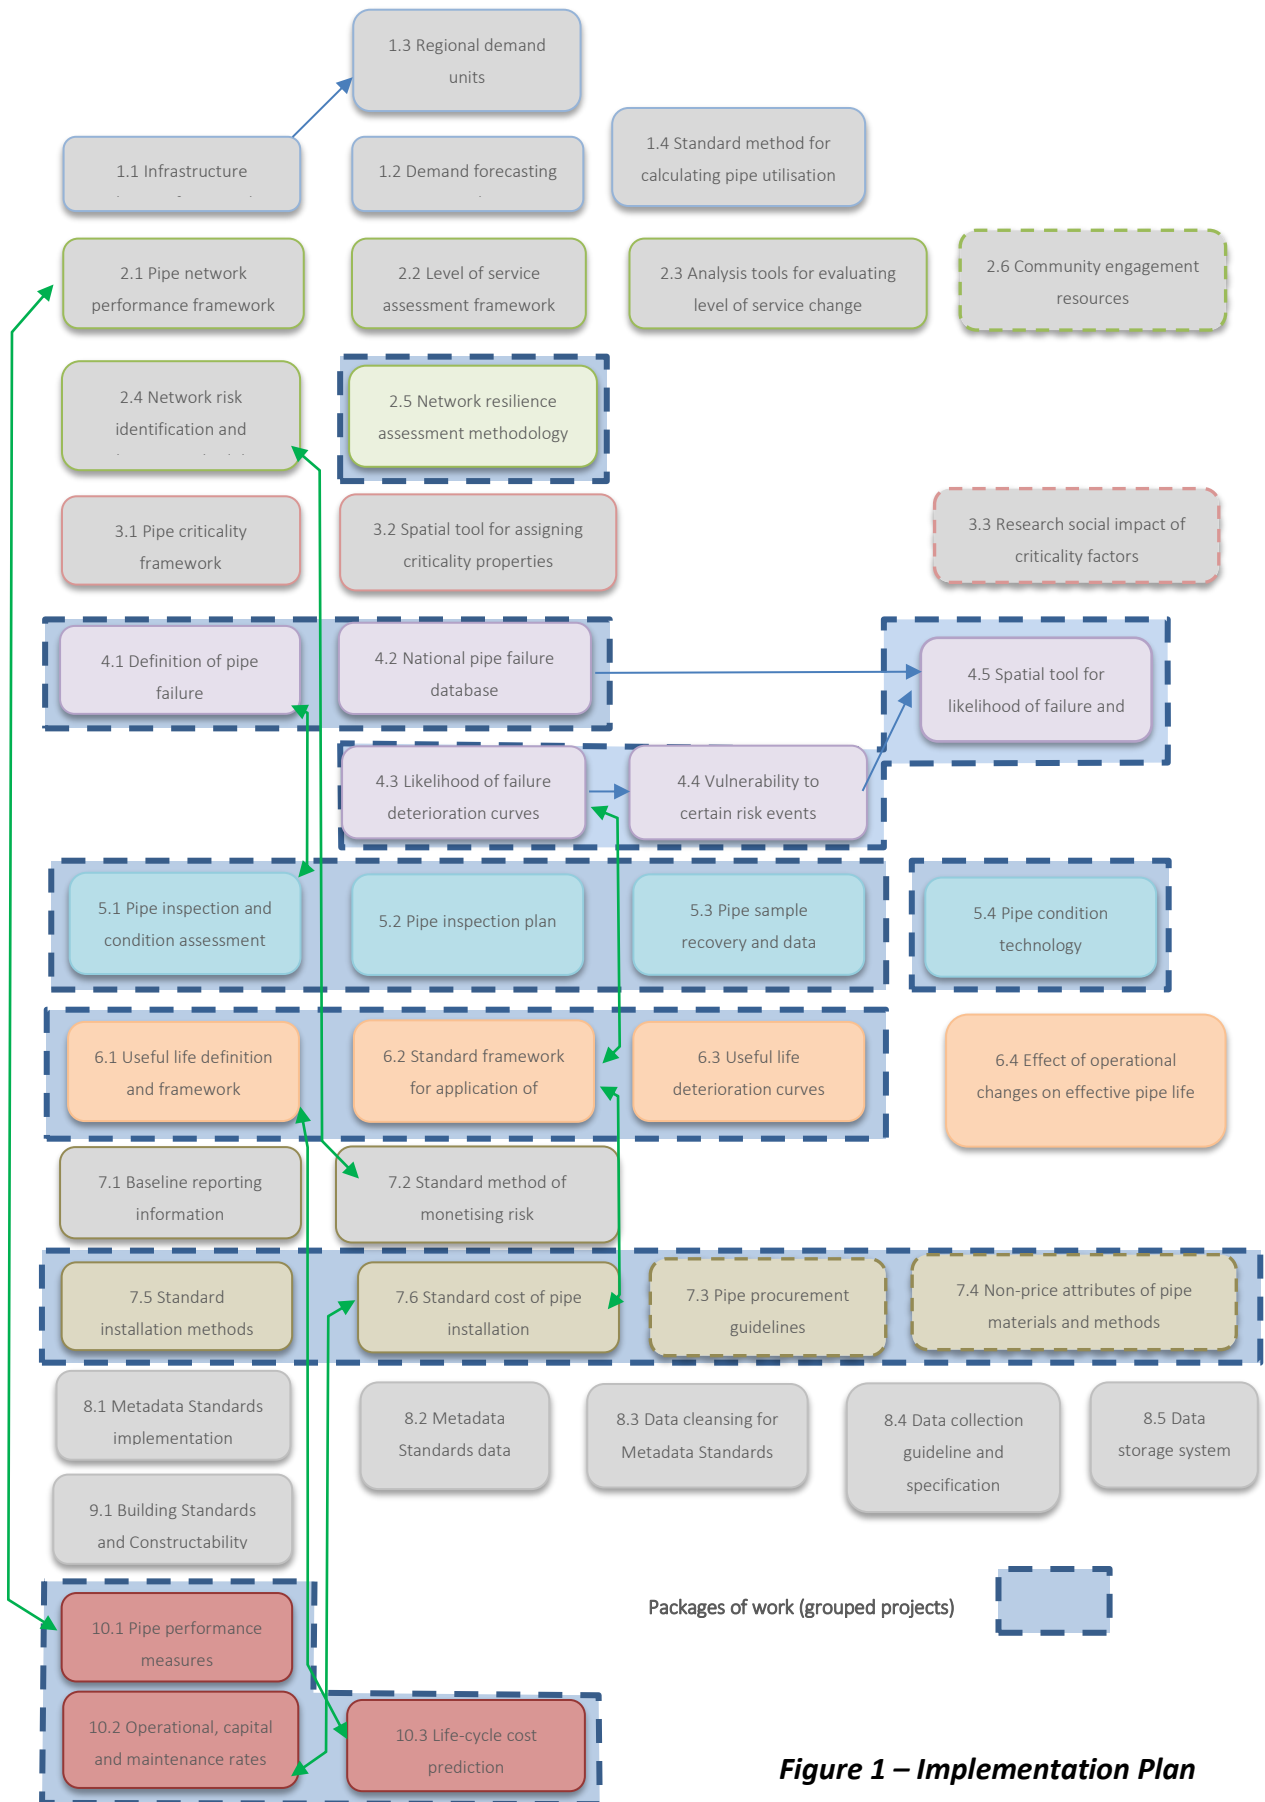 1.3 Regional demand
units
1.1 Infrastructure
1.2 Demand forecasting
1.4 Standard method for
calculating pipe utilisation
2.1 Pipe network
performance framework
2.2 Level of service
assessment framework
2.3 Analysis tools for evaluating
level of service change
2.6 Community engagement
resources
2.4 Network risk
identification and
2.5 Network resilience
assessment methodology
3.1 Pipe criticality
framework
3.2 Spatial tool for assigning
criticality properties
3.3 Research social impact of
criticality factors
4.1 Definition of pipe
failure
4.2 National pipe failure
database
4.5 Spatial tool for
likelihood of failure and
4.3 Likelihood of failure
deterioration curves
4.4 Vulnerability to
certain risk events
5.1 Pipe inspection and
condition assessment
5.2 Pipe inspection plan
5.3 Pipe sample
recovery and data
5.4 Pipe condition
technology
6.1 Useful life definition
and framework
6.2 Standard framework
for application of
6.3 Useful life
deterioration curves
6.4 Effect of operational
changes on effective pipe life
7.1 Baseline reporting
information
7.2 Standard method of
monetising risk
7.5 Standard
installation methods
7.6 Standard cost of pipe
installation
7.3 Pipe procurement
guidelines
7.4 Non-price attributes of pipe
materials and methods
8.1 Metadata Standards
implementation
8.2 Metadata
Standards data
8.3 Data cleansing for
Metadata Standards
8.4 Data collection
guideline and
specification
8.5 Data
storage system
9.1 Building Standards
and Constructability
Packages of work (grouped projects)
10.1 Pipe performance
measures
10.2 Operational, capital
and maintenance rates
10.3 Life-cycle cost
prediction
Figure 1 – Implementation Plan